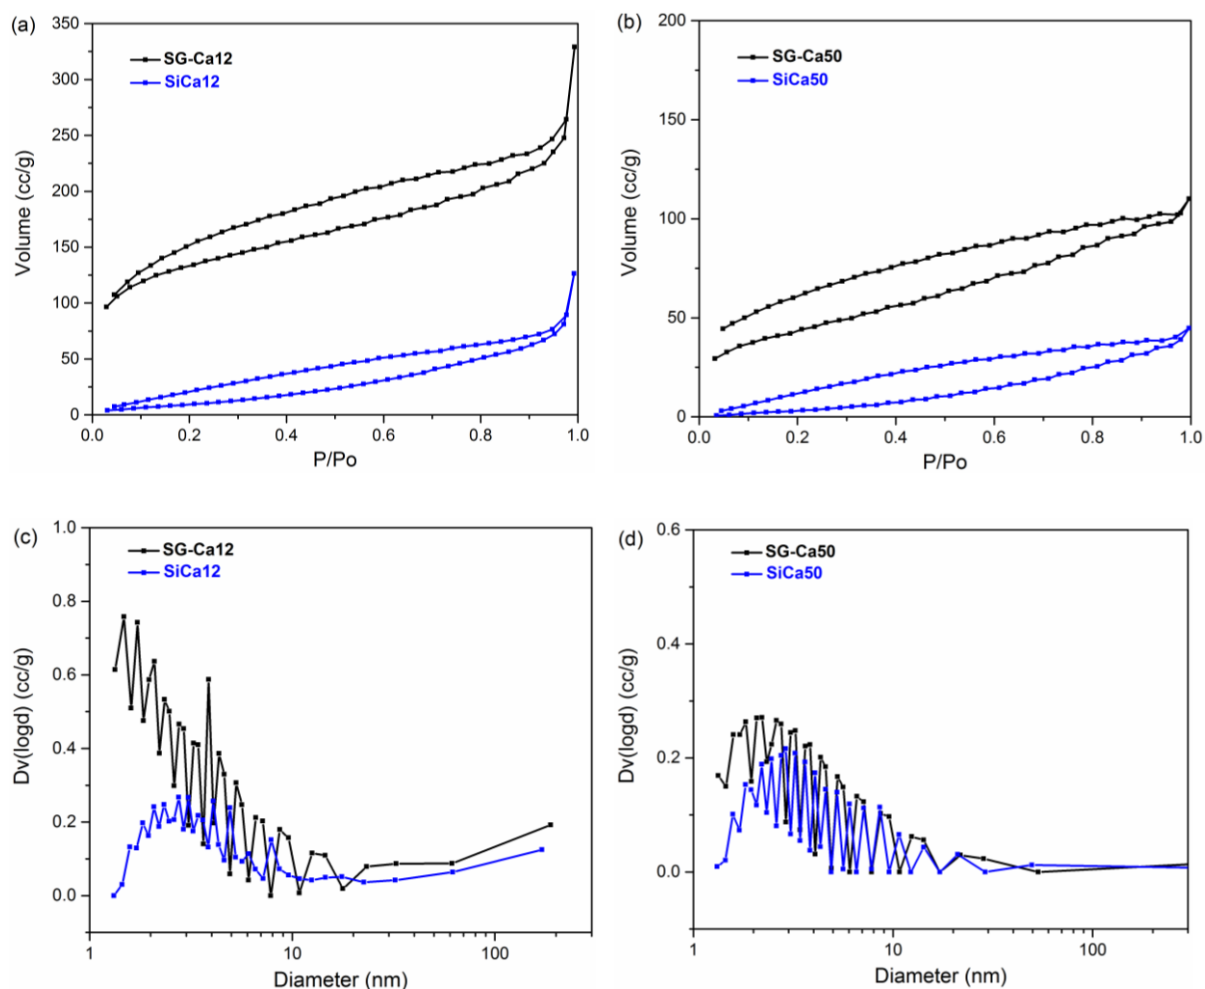 (a)
350
300
250
200
150
100
50
0
Volume (cc/g)
SG-Ca12
SiCa12
0.0 0.2 0.4 0.6 0.8 1.0
P/Po
(b)
200
150
100
50
0
Volume (cc/g)
SG-Ca50
SiCa50
0.0 0.2 0.4 0.6 0.8 1.0
P/Po
(c)
1.0
0.8
0.6
0.4
0.2
0.0
Dv(logd) (cc/g)
SG-Ca12
SiCa12
1 10 100
Diameter (nm)
(d)
0.6
0.4
0.2
0.0
Dv(logd) (cc/g)
SG-Ca50
SiCa50
1 10 100
Diameter (nm)